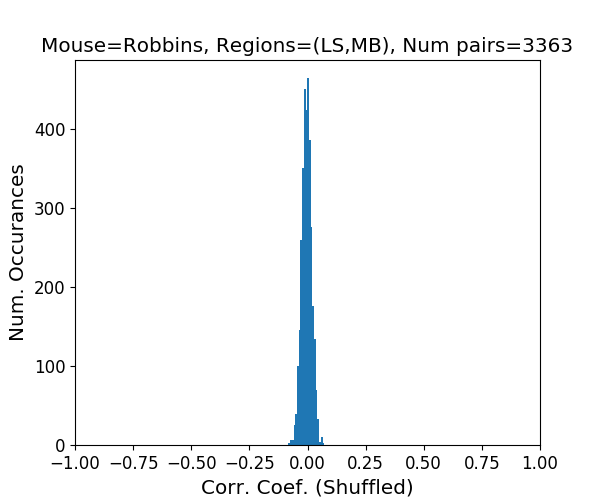 Mouse=Robbins, Regions=(LS,MB), Num pairs=3363
Num. Occurances
400
300
200
100
0
−1.00 −0.75 −0.50 −0.25 0.00 0.25 0.50 0.75 1.00
Corr. Coef. (Shuffled)